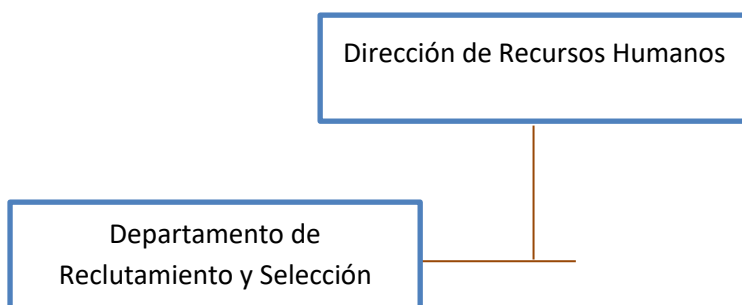 Dirección de Recursos Humanos
Departamento de
Reclutamiento y Selección